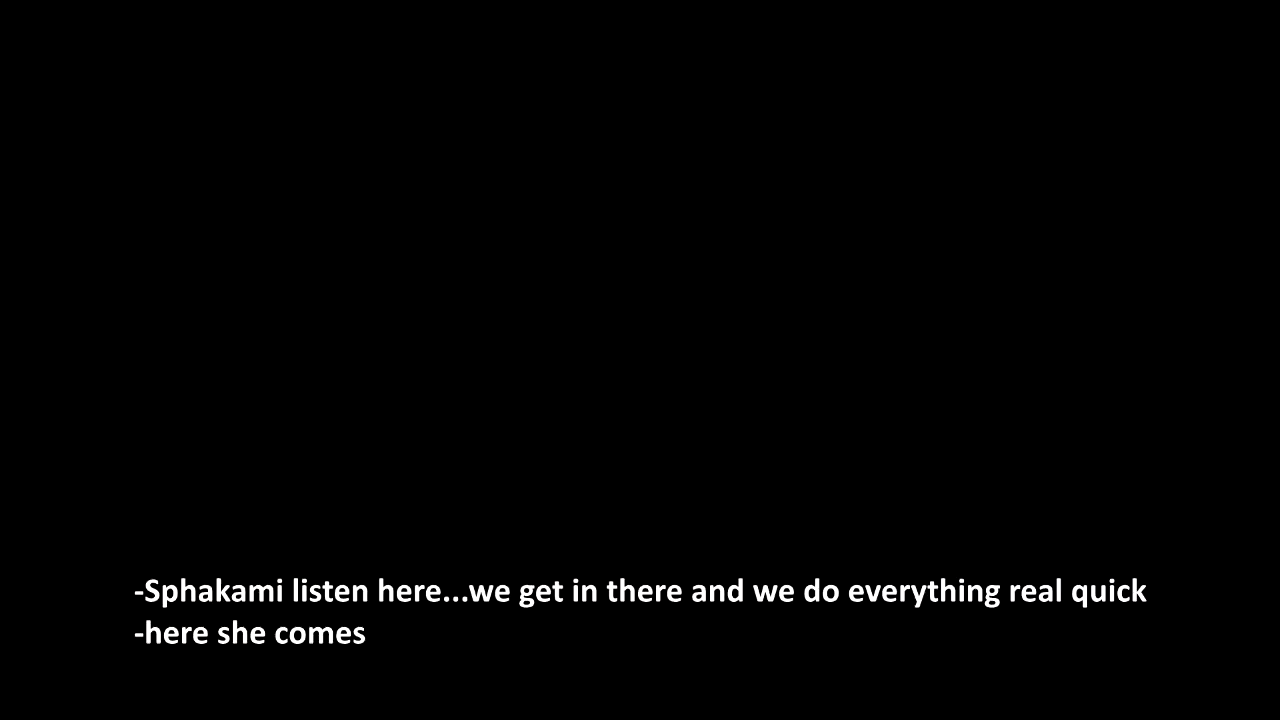 -Sphakami listen here...we get in there and we do everything real quick
-here she comes